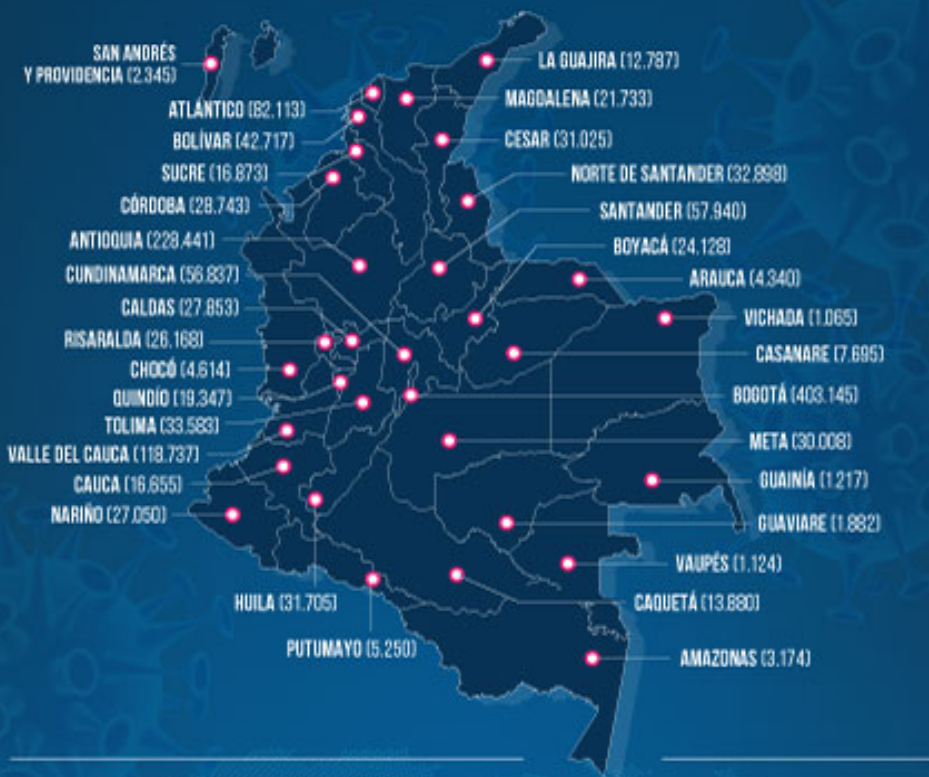 SAN ANDRÉS
Y PROVIDENCIA (2.345)
ATLÁNTICO (82.113)
BOLÍVAR (42.717)
SUCRE (16.873)
CÓRDOBA (28.743)
ANTIOQUIA (228.441)
CUNDINAMARCA (56.837)
CALDAS (27.853)
RISARALDA (26.168)
CHOCÓ (4.614)
QUINDÍO (19.347)
TOLIMA (33.583)
VALLE DEL CAUCA (118.737)
CAUCA (16.655)
NARIÑO (27.050)
HUILA (31.705)
PUTUMAYO (5.250)
LA GUAJIRA (12.787)
MAGDALENA (21.733)
CESAR (31.025)
NORTE DE SANTANDER (32.898)
SANTANDER (57.940)
BOYACÁ (24.128)
ARAUCA (4.340)
VICHADA (1.065)
CASANARE (7.695)
BOGOTÁ (403.145)
META (30.008)
GUAINÍA (1.217)
GUAVIARE (1.882)
VAUPÉS (1.124)
CAQUETÁ (13.880)
AMAZONAS (3.174)